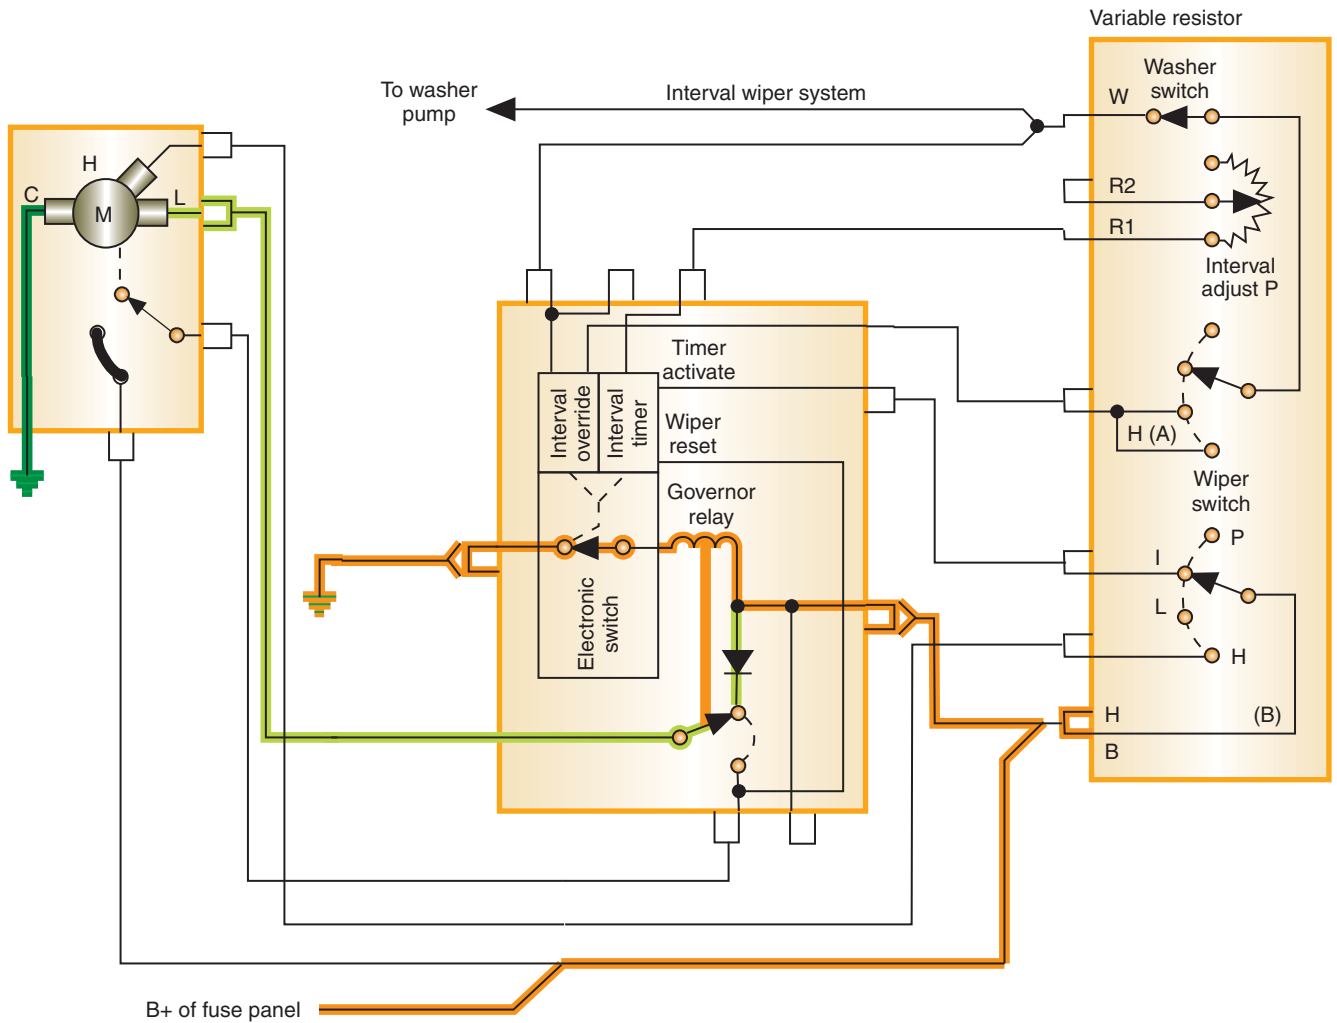 Variable resistor
To washer
pump
Interval wiper system
Washer
switch
W
R2
R1
Interval
adjust P
H
C
L
M
Timer
activate
Interval
override
Interval
timer
Wiper
reset
H (A)
Wiper
switch
Governor
relay
P
I
L
H
Electronic
switch
H
(B)
B
B+ of fuse panel